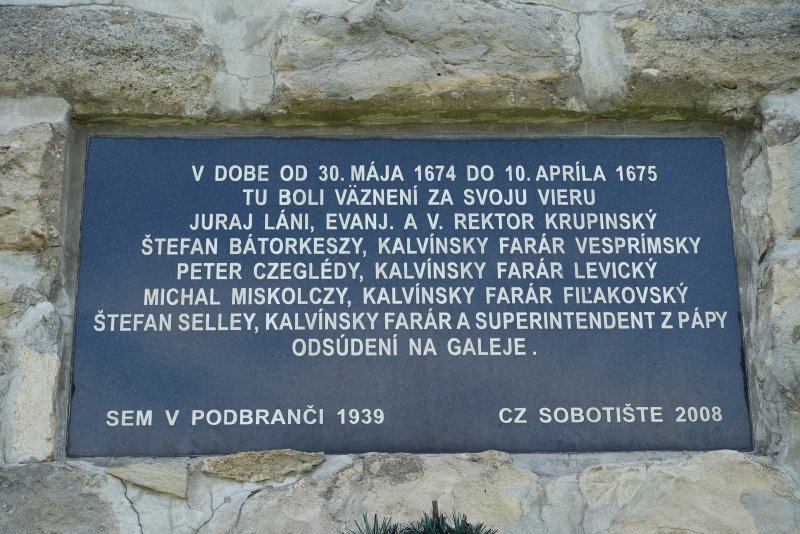 V DOBE OD 30. MÁJA 1674 DO 10. APRÍLA 1675
TU BOLI VÄZNENÍ ZA SVOJU VIERU
JURAJ LÁNI, EVANJ. A V. REKTOR KRUPINSKÝ
ŠTEFAN BÁTORKESZY, KALVÍNSKY FARÁR VESPRÍMSKY
PETER CZEGLÉDY, KALVÍNSKY FARÁR LEVICKÝ
MICHAL MISKOLCZY, KALVÍNSKY FARÁR FIĽAKOVSKÝ
ŠTEFAN SELLEY, KALVÍNSKY FARÁR A SUPERINTENDENT Z PÁPY
ODSÚDENÍ NA GALEJE.
SEM V PODBRANČI 1939
CZ SOBOTIŠTE 2008